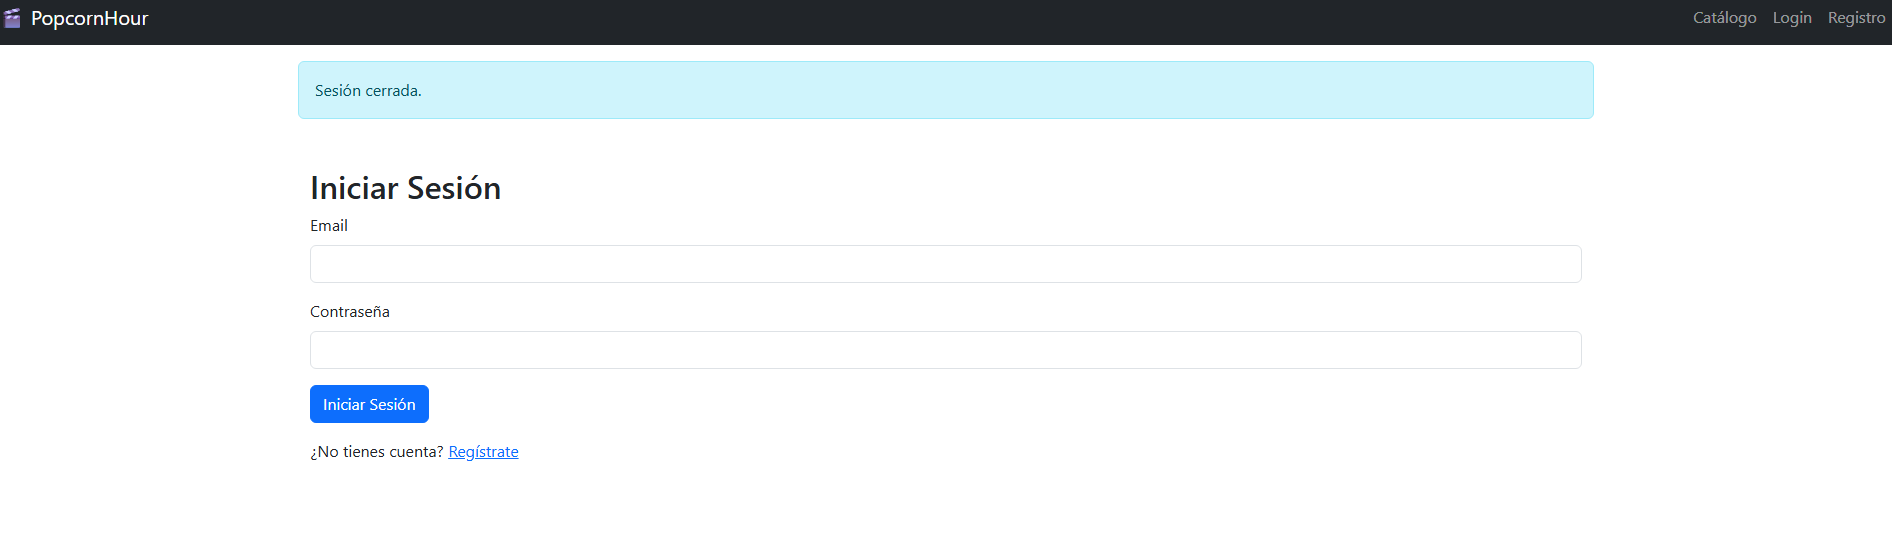 PopcornHour Catálogo Login Registro
Sesión cerrada.
Iniciar Sesión
Email
Contraseña
Iniciar Sesión
¿No tienes cuenta? Regístrate